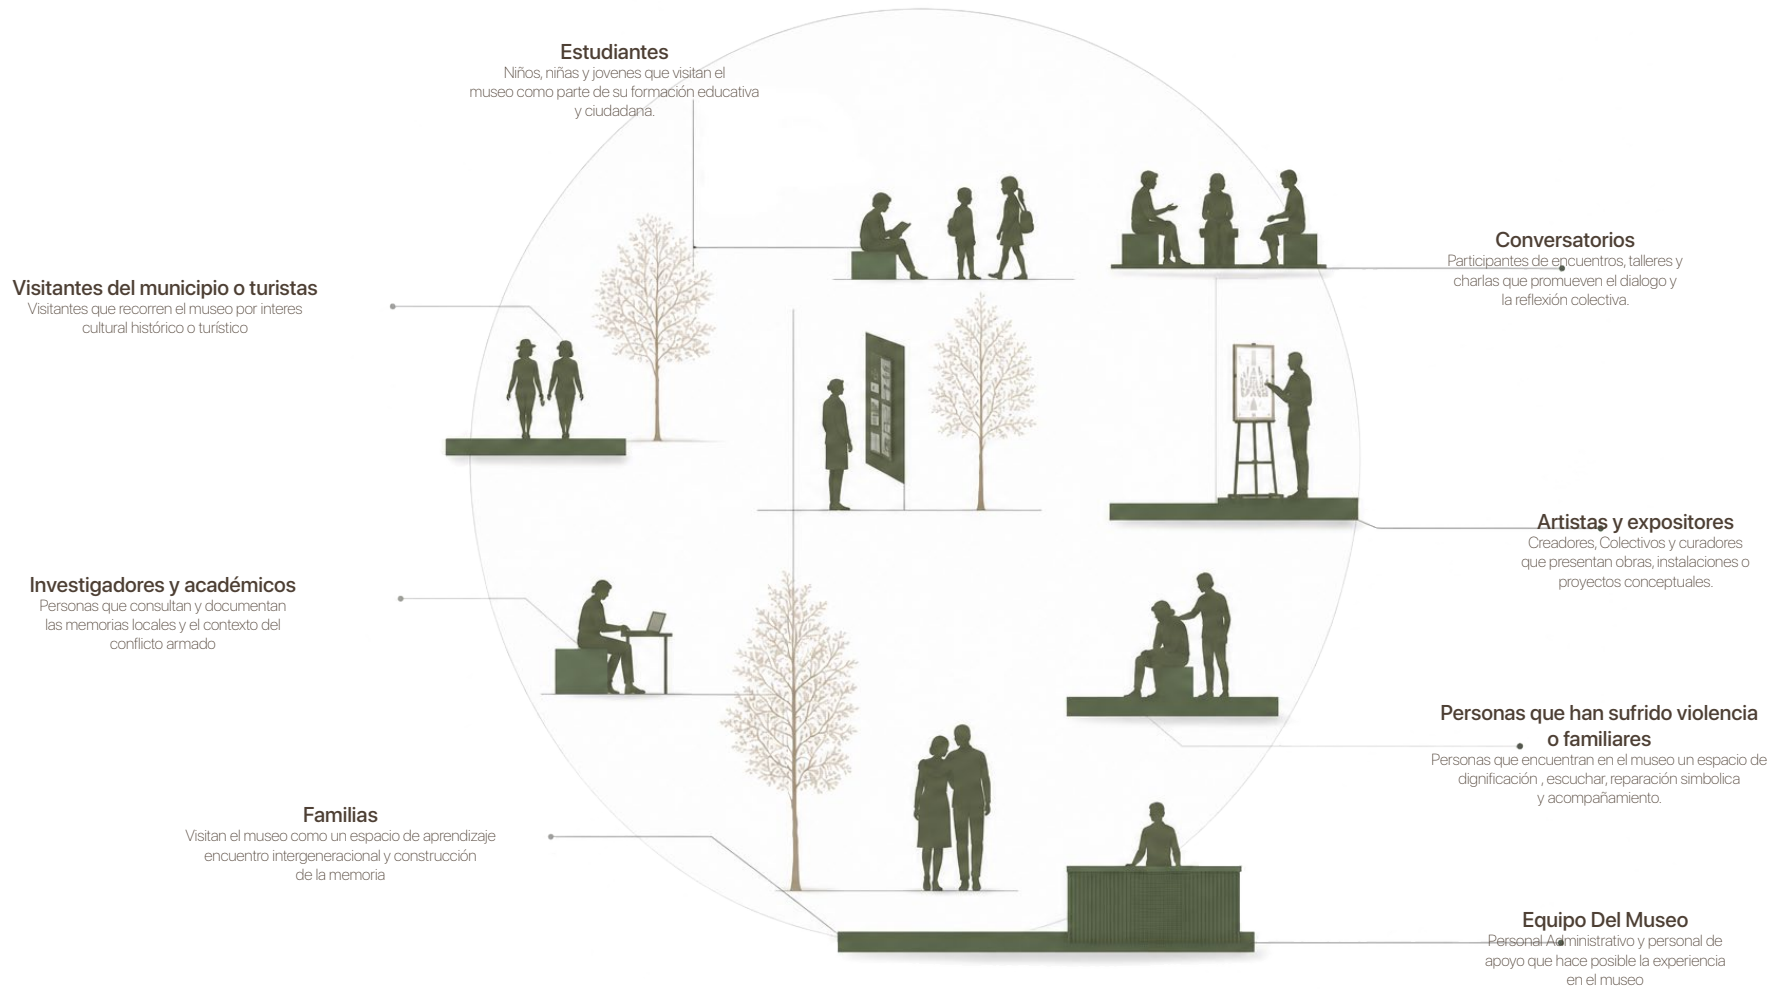 Estudiantes
Niños, niñas y jovenes que visitan el
museo como parte de su formación educativa
y ciudadana.
Conversatorios
Participantes de encuentros, talleres y
charlas que promueven el dialogo y
la reflexión colectiva.
Visitantes del municipio o turistas
Visitantes que recorren el museo por interes
cultural histórico o turístico
Artistas y expositores
Creadores, Colectivos y curadores
que presentan obras, instalaciones o
proyectos conceptuales.
Investigadores y académicos
Personas que consultan y documentan
las memorias locales y el contexto del
conflicto armado
Personas que han sufrido violencia
o familiares
Personas que encuentran en el museo un espacio de
dignificación , escuchar, reparación simbolica
y acompañamiento.
Familias
Visitan el museo como un espacio de aprendizaje
encuentro intergeneracional y construcción
de la memoria
Equipo Del Museo
Personal Administrativo y personal de
apoyo que hace posible la experiencia
en el museo